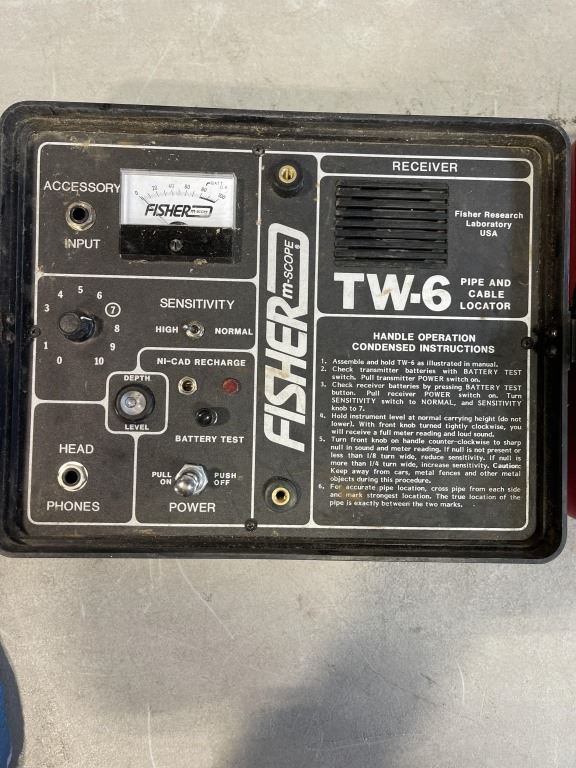 ACCESSORY
INPUT
0 20 40 60 80 100
BATT.
FISHER m-SCOPE
SENSITIVITY
HIGH NORMAL
0 1 3 4 5 6 7 8 9 10
NI-CAD RECHARGE
DEPTH
LEVEL
BATTERY TEST
HEAD
PHONES
PULL ON PUSH OFF
POWER
FISHER m-SCOPE ®
RECEIVER
Fisher Research
Laboratory
USA
TW-6 PIPE AND
CABLE
LOCATOR
HANDLE OPERATION
CONDENSED INSTRUCTIONS
1. Assemble and hold TW-6 as illustrated in manual.
2. Check transmitter batteries with BATTERY TEST
switch. Pull transmitter POWER switch on.
3. Check receiver batteries by pressing BATTERY TEST
button. Pull receiver POWER switch on. Turn
SENSITIVITY switch to NORMAL, and SENSITIVITY
knob to 7.
4. Hold instrument level at normal carrying height (do not
lower). With front knob turned tightly clockwise, you
will receive a full meter reading and loud sound.
5. Turn front knob on handle counter-clockwise to sharp
null in sound and meter reading. If null is not present or
less than 1/8 turn wide, reduce sensitivity. If null is
more than 1/4 turn wide, increase sensitivity. Caution:
Keep away from cars, metal fences and other metal
objects during this procedure.
6. For accurate pipe location, cross pipe from each side
and mark strongest location. The true location of the
pipe is exactly between the two marks.